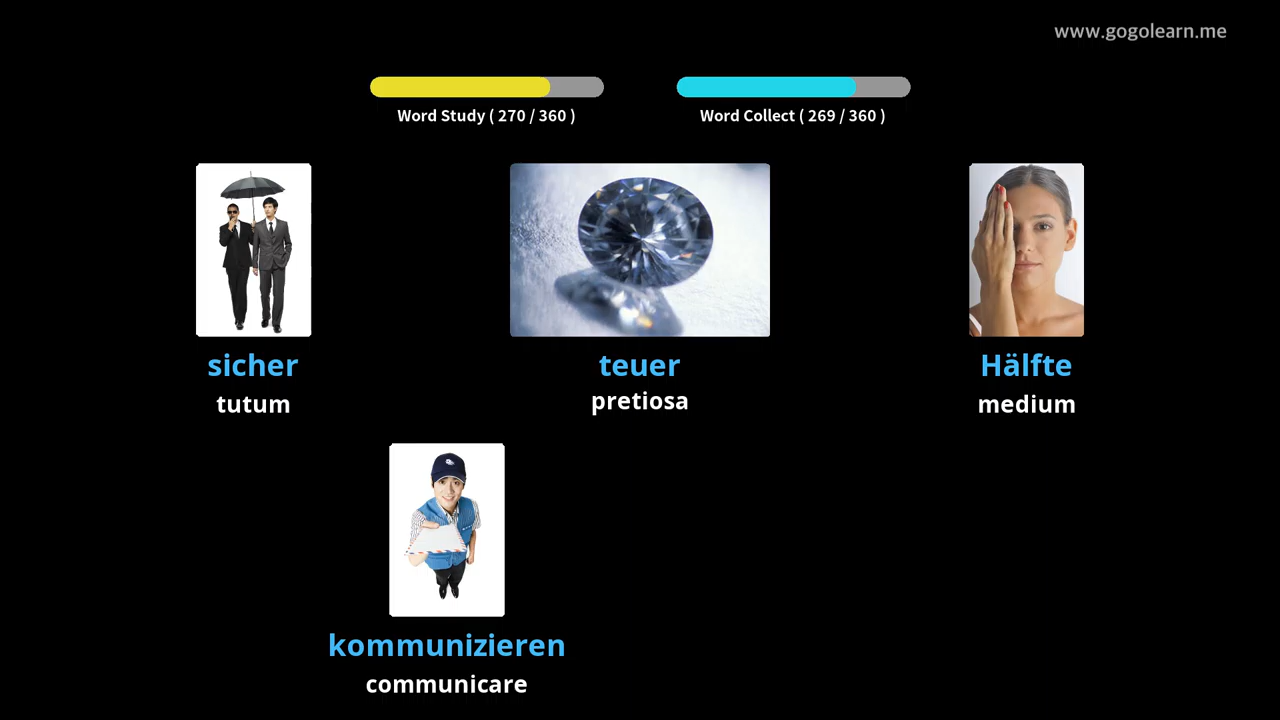 www.gogolearn.me
Word Study ( 270 / 360 )
Word Collect ( 269 / 360 )
sicher
tutum
teuer
pretiosa
Hälfte
medium
kommunizieren
communicare